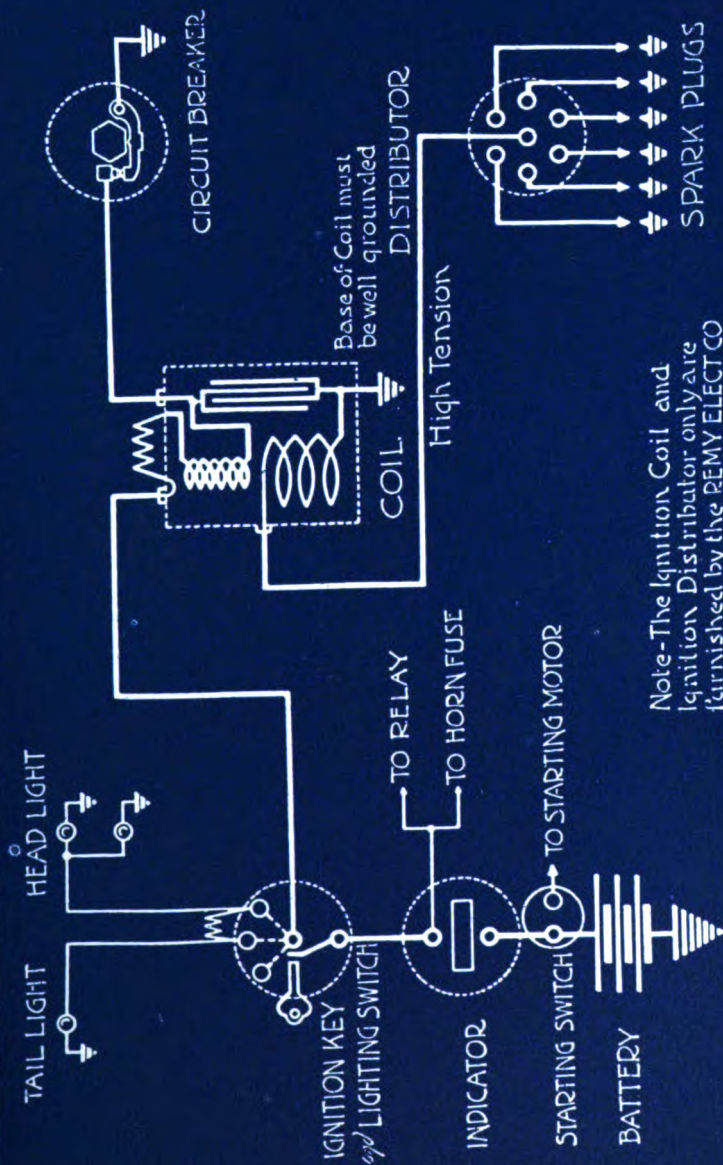 TAIL LIGHT
HEAD LIGHT
CIRCUIT BREAKER
Base of Coil must
be well grounded
DISTRIBUTOR
COIL.
High Tension
SPARK PLUGS
IGNITION KEY
LIGHTING SWITCH
TO RELAY
TO HORN FUSE
INDICATOR
TO STARTING MOTOR
STARTING SWITCH
BATTERY
Note-The Ignition Coil and
Ignition Distributor only are
furnished by the REMY ELECT CO